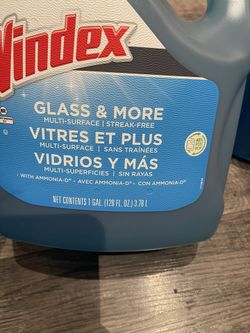 Windex
GLASS & MORE
MULTI-SURFACE | STREAK-FREE
VITRES ET PLUS
MULTI-SURFACE | SANS TRAÎNÉES
VIDRIOS Y MÁS
MULTI-SUPERFICIES | SIN RAYAS
• WITH AMMONIA-D® • AVEC AMMONIA-D® • CON AMMONIA-D®
NET CONTENTS 1 GAL (128 FL. OZ.) 3.78 L